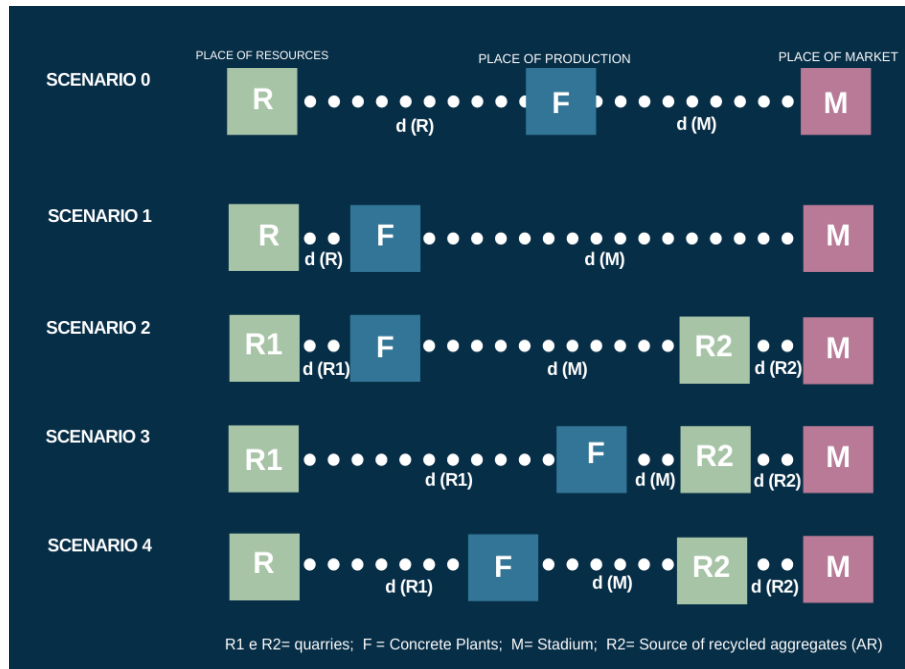 PLACE OF RESOURCES
PLACE OF PRODUCTION
PLACE OF MARKET
SCENARIO 0
R
F
M
d (R)
d (M)
SCENARIO 1
R
F
M
d (R)
d (M)
SCENARIO 2
R1
F
R2
M
d (R1)
d (M)
d (R2)
SCENARIO 3
R1
F
R2
M
d (R1)
d (M)
d (R2)
SCENARIO 4
R
F
R2
M
d (R1)
d (M)
d (R2)
R1 e R2= quarries; F = Concrete Plants; M= Stadium; R2= Source of recycled aggregates (AR)